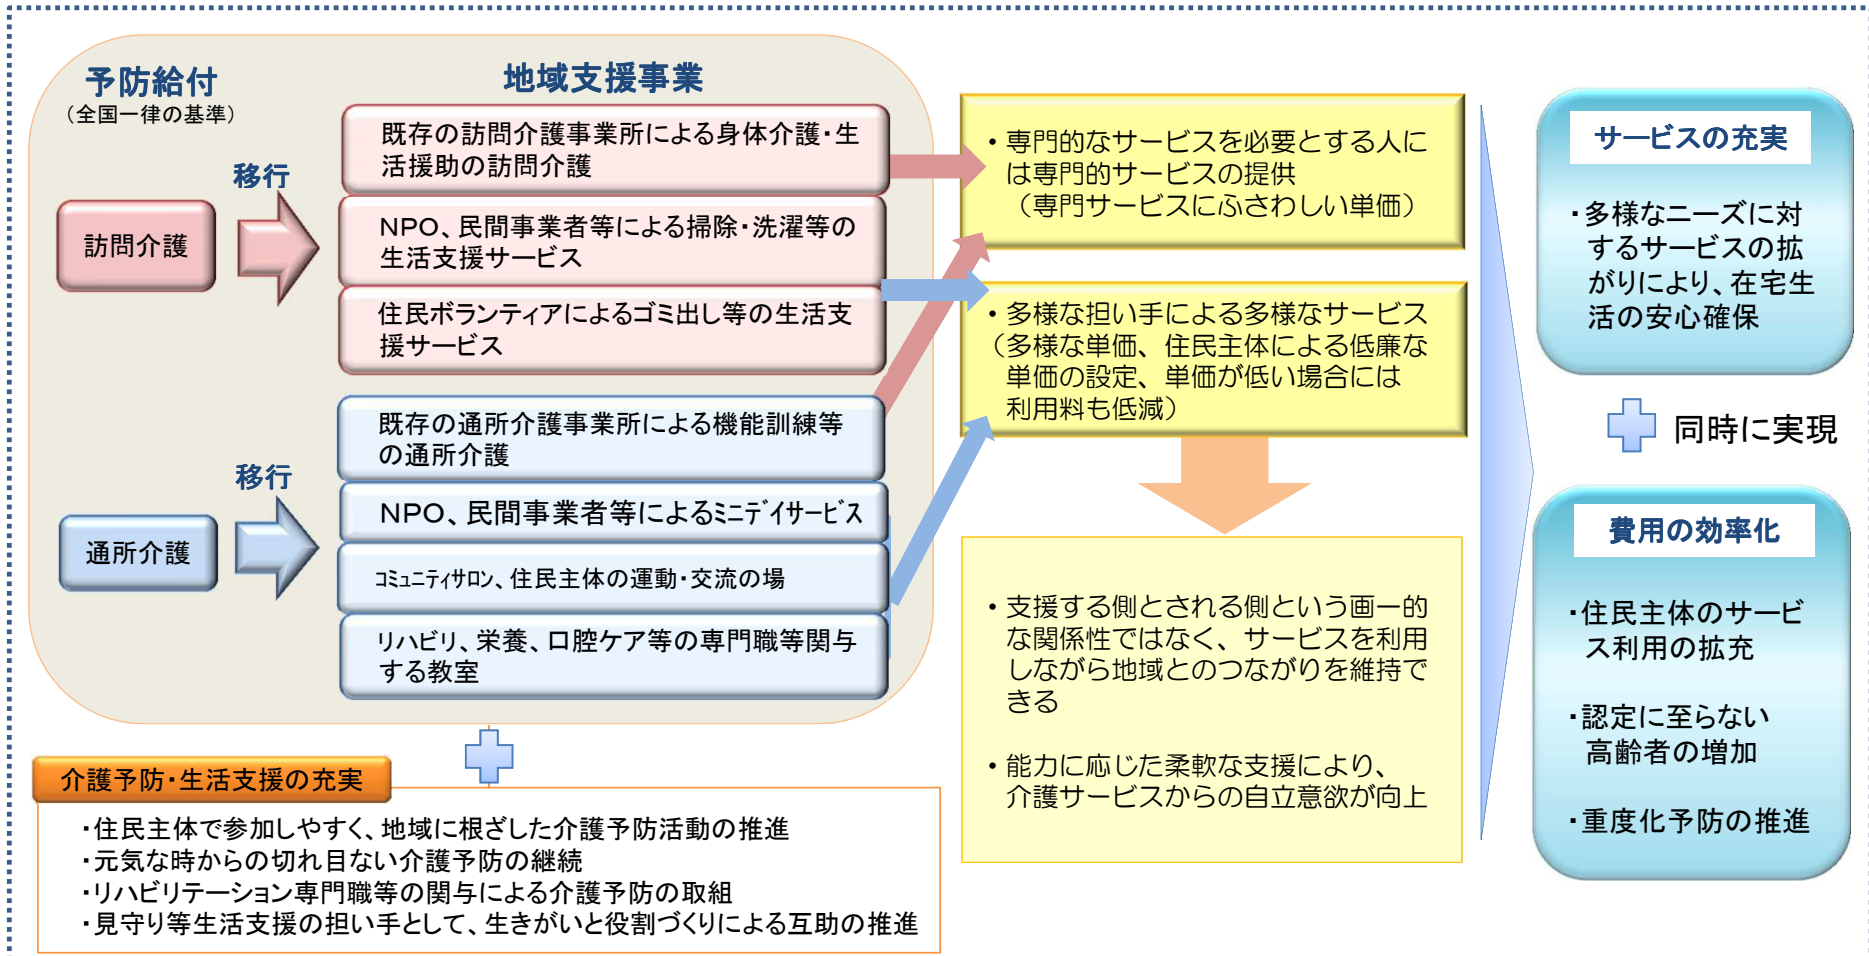 予防給付
(全国一律の基準)
地域支援事業
移行
訪問介護
既存の訪問介護事業所による身体介護・生
活援助の訪問介護
NPO、民間事業者等による掃除・洗濯等の
生活支援サービス
住民ボランティアによるゴミ出し等の生活支
援サービス
移行
通所介護
既存の通所介護事業所による機能訓練等
の通所介護
NPO、民間事業者等によるミニデイサービス
コミュニティサロン、住民主体の運動・交流の場
リハビリ、栄養、口腔ケア等の専門職等関与
する教室
介護予防・生活支援の充実
・住民主体で参加しやすく、地域に根ざした介護予防活動の推進
・元気な時からの切れ目ない介護予防の継続
・リハビリテーション専門職等の関与による介護予防の取組
・見守り等生活支援の担い手として、生きがいと役割づくりによる互助の推進
・専門的なサービスを必要とする人に
は専門的サービスの提供
（専門サービスにふさわしい単価）
・多様な担い手による多様なサービス
（多様な単価、住民主体による低廉な
単価の設定、単価が低い場合には
利用料も低減）
・支援する側とされる側という画一的
な関係性ではなく、サービスを利用
しながら地域とのつながりを維持で
きる
・能力に応じた柔軟な支援により、
介護サービスからの自立意欲が向上
サービスの充実
・多様なニーズに対
するサービスの拡
がりにより、在宅生
活の安心確保
同時に実現
費用の効率化
・住民主体のサービ
ス利用の拡充
・認定に至らない
高齢者の増加
・重度化予防の推進